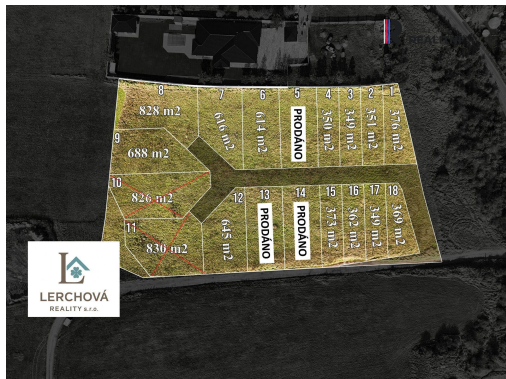 8
828 m2
7
616 m2
6
614 m2
5
PRODÁNO
4
350 m2
3
349 m2
2
351 m2
1
376 m2
9
688 m2
10
826 m2
11
830 m2
12
645 m2
13
PRODÁNO
14
PRODÁNO
15
373 m2
16
362 m2
17
349 m2
18
369 m2
LERCHOVÁ
REALITY s.r.o.